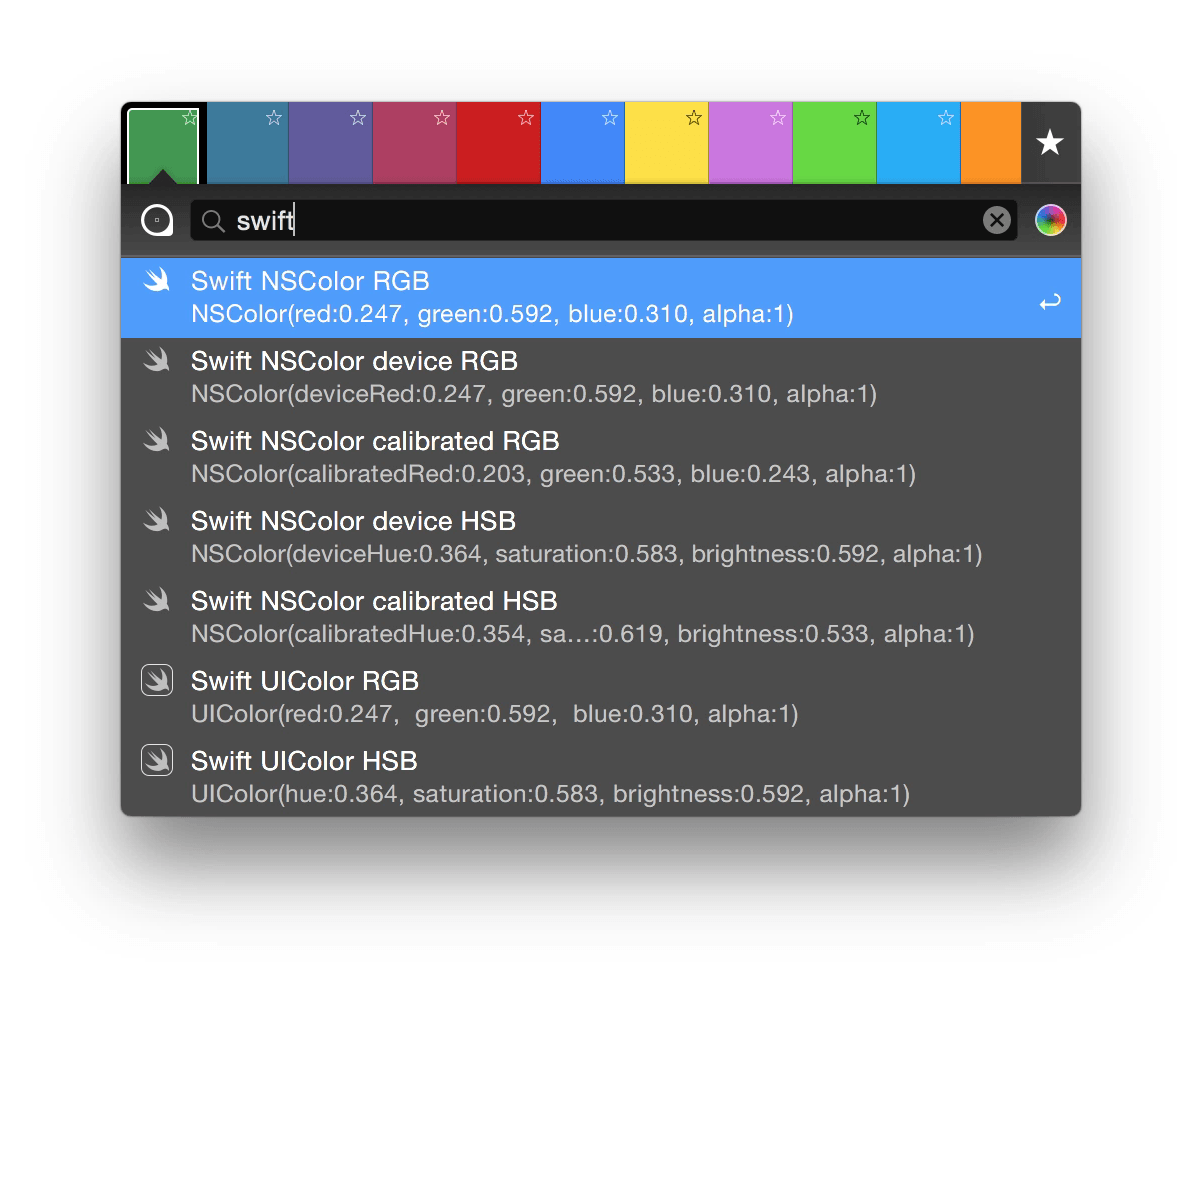 swift
Swift NSColor RGB
NSColor(red:0.247, green:0.592, blue:0.310, alpha:1)
Swift NSColor device RGB
NSColor(deviceRed:0.247, green:0.592, blue:0.310, alpha:1)
Swift NSColor calibrated RGB
NSColor(calibratedRed:0.203, green:0.533, blue:0.243, alpha:1)
Swift NSColor device HSB
NSColor(deviceHue:0.364, saturation:0.583, brightness:0.592, alpha:1)
Swift NSColor calibrated HSB
NSColor(calibratedHue:0.354, sa…:0.619, brightness:0.533, alpha:1)
Swift UIColor RGB
UIColor(red:0.247,  green:0.592,  blue:0.310, alpha:1)
Swift UIColor HSB
UIColor(hue:0.364, saturation:0.583, brightness:0.592, alpha:1)